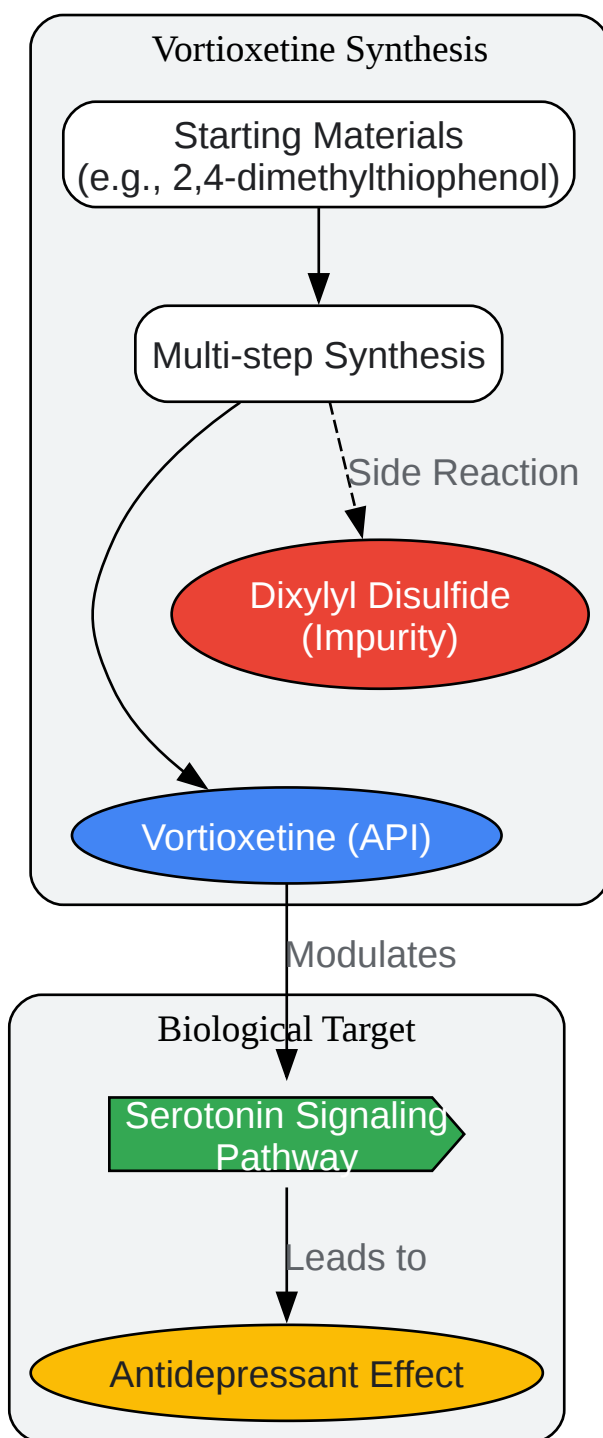 Vortioxetine Synthesis
Starting Materials
(e.g., 2,4-dimethylthiophenol)
Multi-step Synthesis
Side Reaction
Dixylyl Disulfide
(Impurity)
Vortioxetine (API)
Modulates
Biological Target
Serotonin Signaling
Pathway
Leads to
Antidepressant Effect